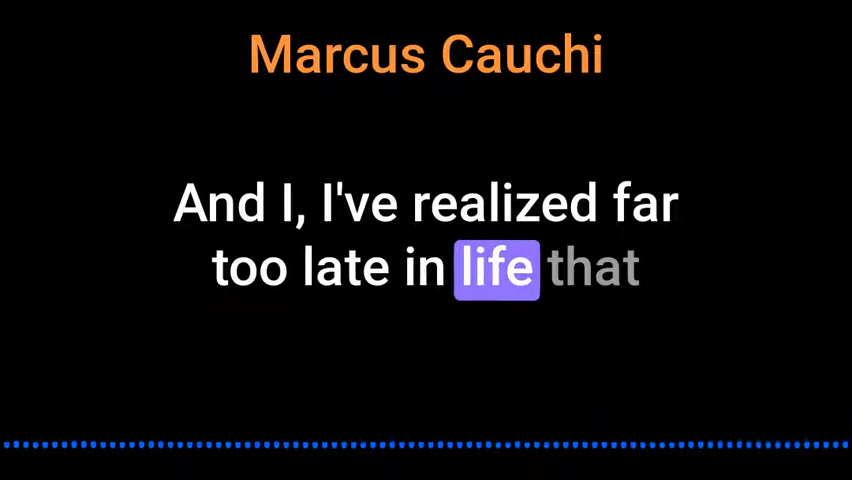 Marcus Cauchi
And I, I've realized far
too late in life that